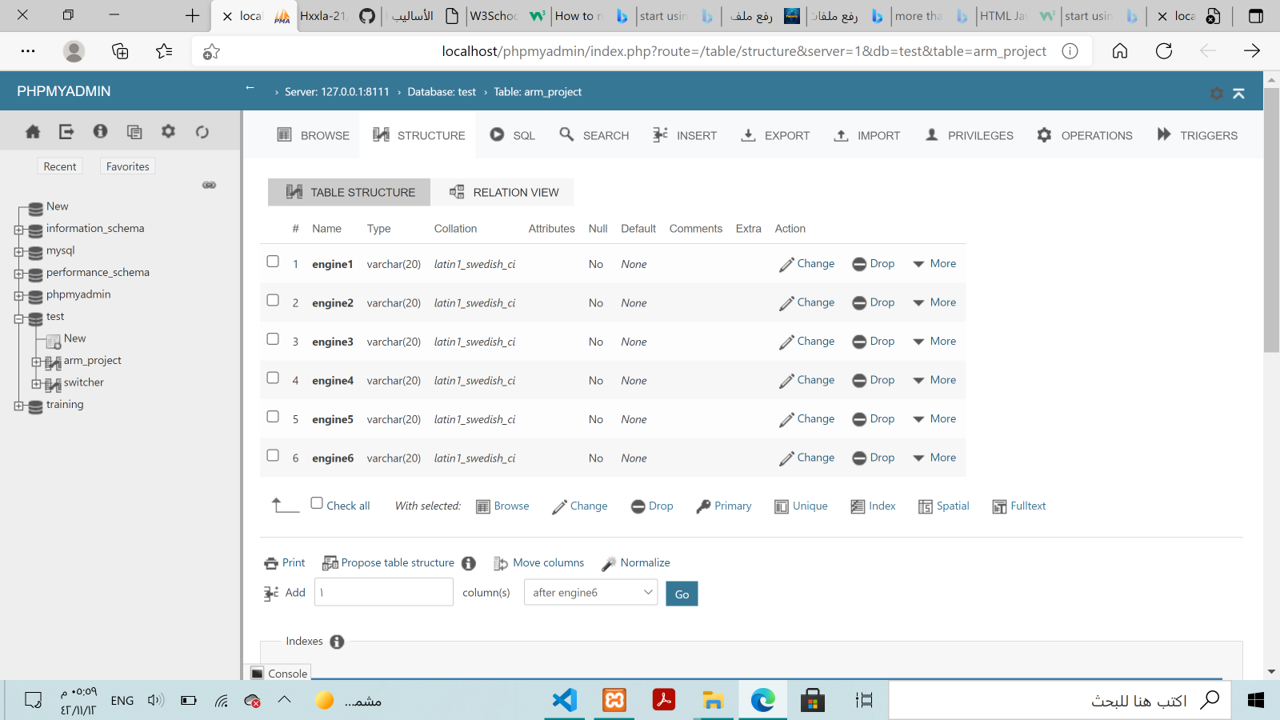 local
Hxxla-21
الأساليب
W3Schoo
How to re
start usin
رفع ملف
رفع ملفات
more tha
HTML Jav
start usin
loca
localhost/phpmyadmin/index.php?route=/table/structure&server=1&db=test&table=arm_project
PHPMYADMIN
← › Server: 127.0.0.1:8111 › Database: test › Table: arm_project
BROWSE STRUCTURE SQL SEARCH INSERT EXPORT IMPORT PRIVILEGES OPERATIONS TRIGGERS
Recent Favorites
New
information_schema
mysql
performance_schema
phpmyadmin
test
New
arm_project
switcher
training
TABLE STRUCTURE RELATION VIEW
# Name Type Collation Attributes Null Default Comments Extra Action
1 engine1 varchar(20) latin1_swedish_ci No None Change Drop More
2 engine2 varchar(20) latin1_swedish_ci No None Change Drop More
3 engine3 varchar(20) latin1_swedish_ci No None Change Drop More
4 engine4 varchar(20) latin1_swedish_ci No None Change Drop More
5 engine5 varchar(20) latin1_swedish_ci No None Change Drop More
6 engine6 varchar(20) latin1_swedish_ci No None Change Drop More
Check all With selected: Browse Change Drop Primary Unique Index Spatial Fulltext
Print Propose table structure Move columns Normalize
Add ١ column(s) after engine6 Go
Indexes
Console
٠٥:٥٩ م
٤٢/١١/١٢
ENG
مشمـ...
اكتب هنا للبحث